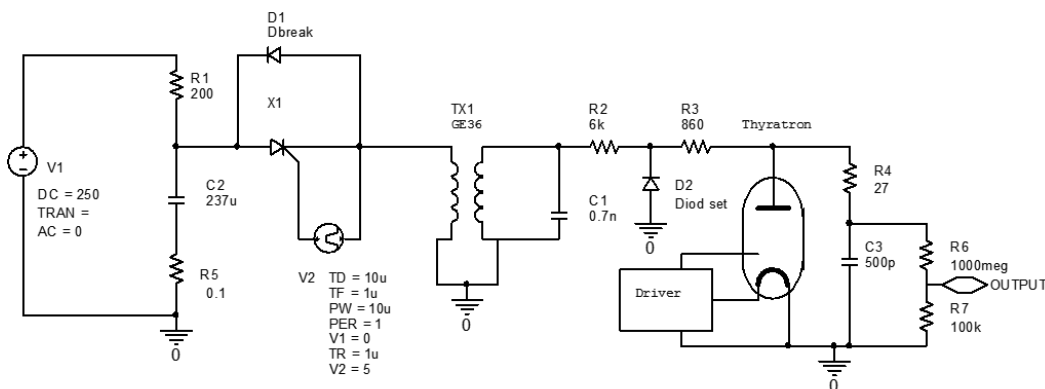 D1
Dbreak
R1
200
X1
V1
DC = 250
TRAN =
AC = 0
C2
237u
R5
0.1
0
V2
TD = 10u
TF = 1u
PW = 10u
PER = 1
V1 = 0
TR = 1u
V2 = 5
TX1
GE36
0
R2
6k
C1
0.7n
D2
Diod set
0
R3
860
Thyratron
Driver
R4
27
C3
500p
R6
1000meg
OUTPUT
R7
100k
0